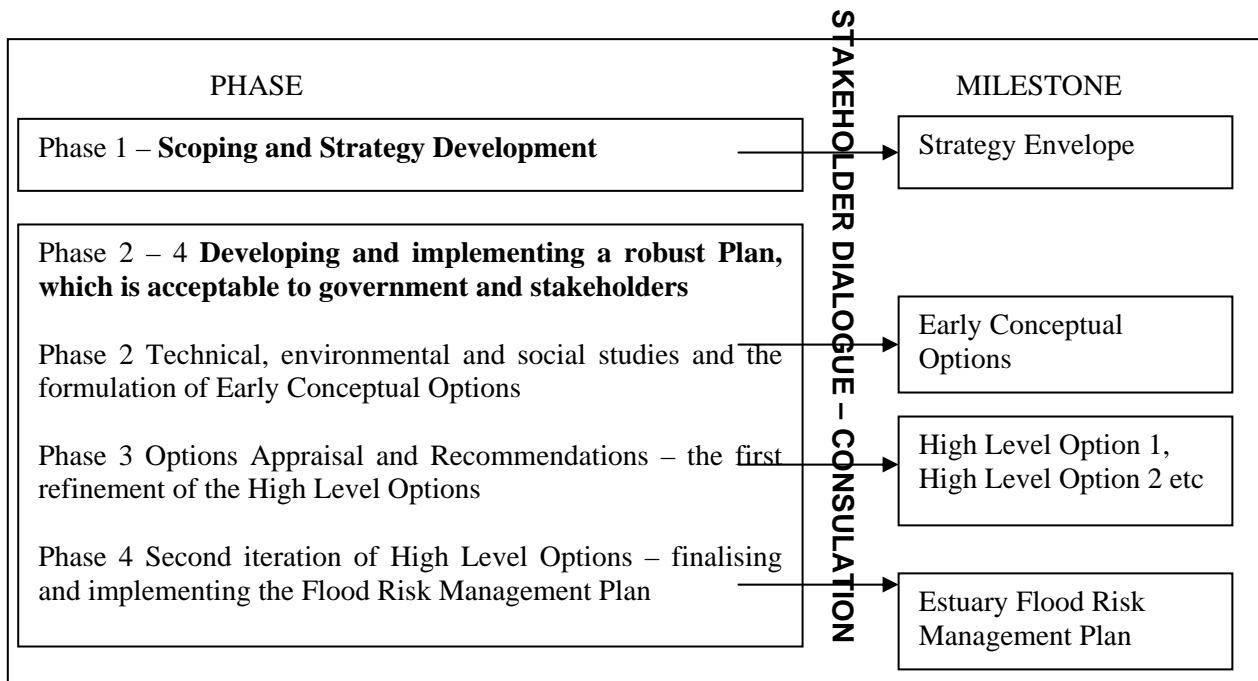 PHASE
Phase 1 – Scoping and Strategy Development
Phase 2 – 4 Developing and implementing a robust Plan,
which is acceptable to government and stakeholders
Phase 2 Technical, environmental and social studies and the
formulation of Early Conceptual Options
Phase 3 Options Appraisal and Recommendations – the first
refinement of the High Level Options
Phase 4 Second iteration of High Level Options – finalising
and implementing the Flood Risk Management Plan
STAKEHOLDER DIALOGUE – CONSULATION
MILESTONE
Strategy Envelope
Early Conceptual
Options
High Level Option 1,
High Level Option 2 etc
Estuary Flood Risk
Management Plan